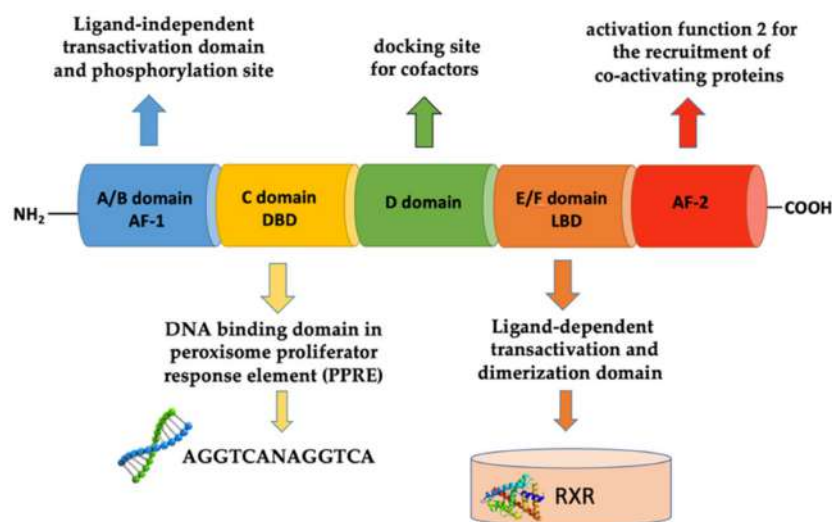 Ligand-independent
transactivation domain
and phosphorylation site
docking site
for cofactors
activation function 2 for
the recruitment of
co-activating proteins
NH₂
A/B domain
AF-1
C domain
DBD
D domain
E/F domain
LBD
AF-2
COOH
DNA binding domain in
peroxisome proliferator
response element (PPRE)
AGGTCANAGGTCA
Ligand-dependent
transactivation and
dimerization domain
RXR